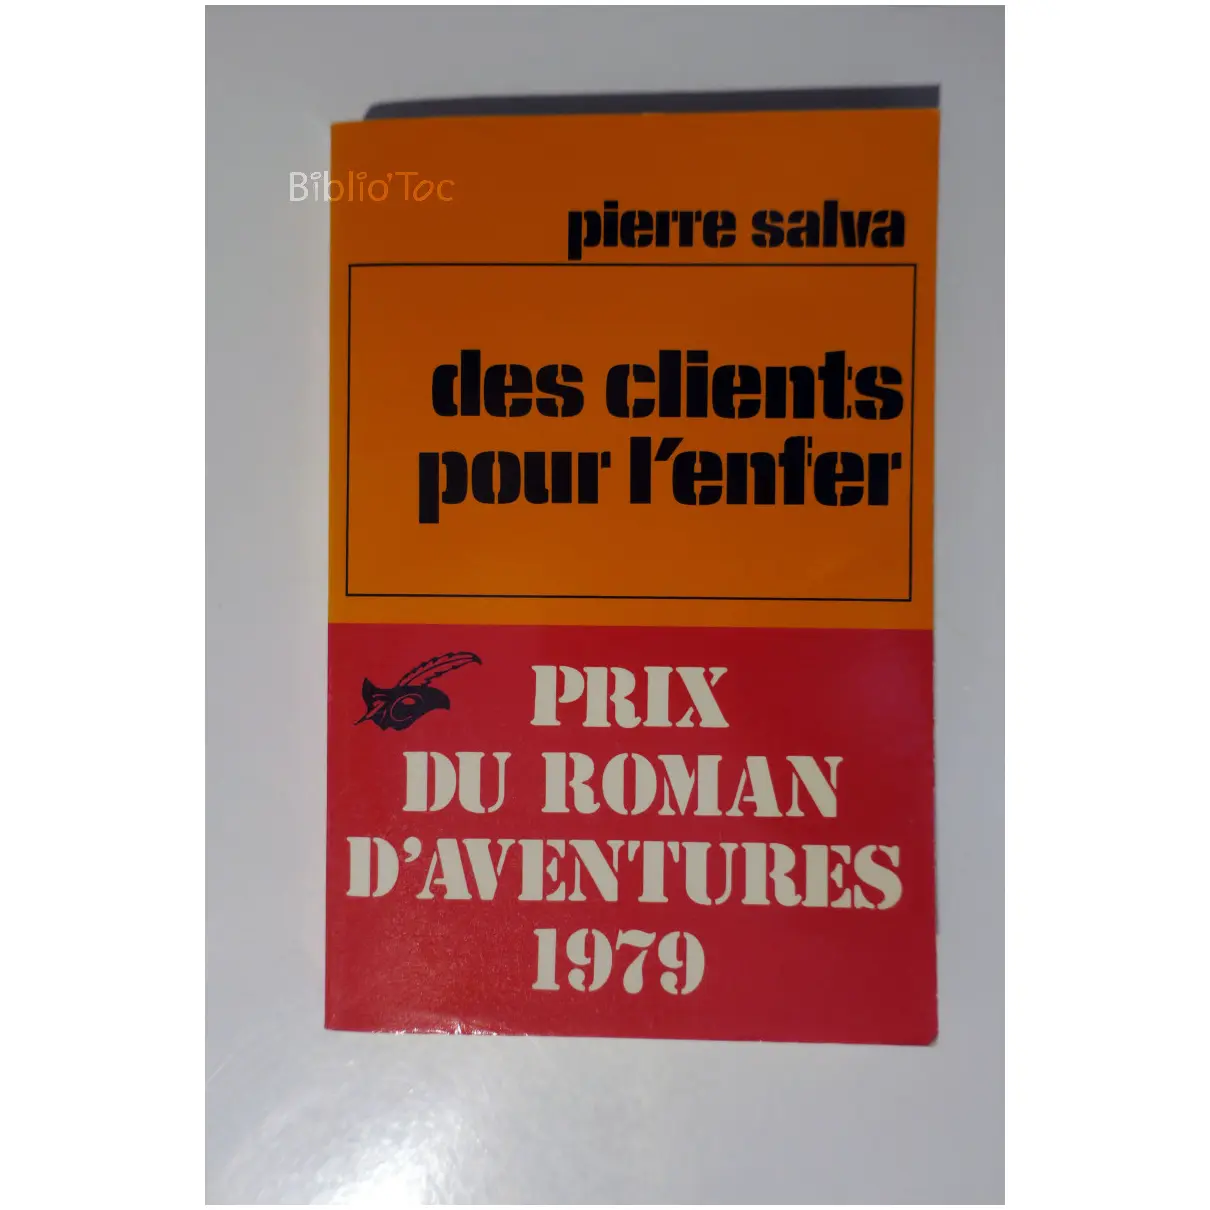 Biblio'Toc
pierre salva
des clients
pour l'enfer
PRIX
DU ROMAN
D'AVENTURES
1979